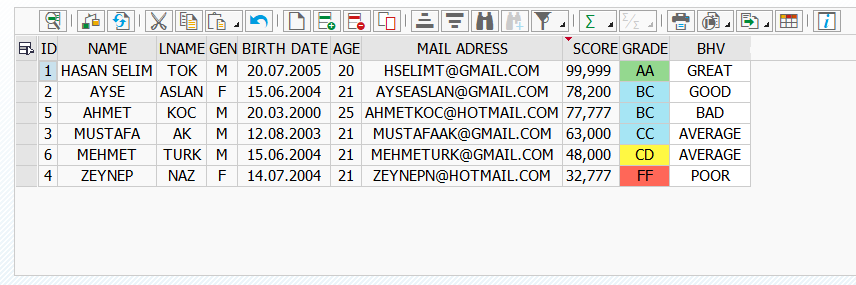 ID NAME LNAME GEN BIRTH DATE AGE MAIL ADRESS SCORE GRADE BHV
1 HASAN SELIM TOK M 20.07.2005 20 HSELIMT@GMAIL.COM 99,999 AA GREAT
2 AYSE ASLAN F 15.06.2004 21 AYSEASLAN@GMAIL.COM 78,200 BC GOOD
5 AHMET KOC M 20.03.2000 25 AHMETKOC@HOTMAIL.COM 77,777 BC BAD
3 MUSTAFA AK M 12.08.2003 21 MUSTAFAAK@GMAIL.COM 63,000 CC AVERAGE
6 MEHMET TURK M 15.06.2004 21 MEHMETURK@GMAIL.COM 48,000 CD AVERAGE
4 ZEYNEP NAZ F 14.07.2004 21 ZEYNEPN@HOTMAIL.COM 32,777 FF POOR